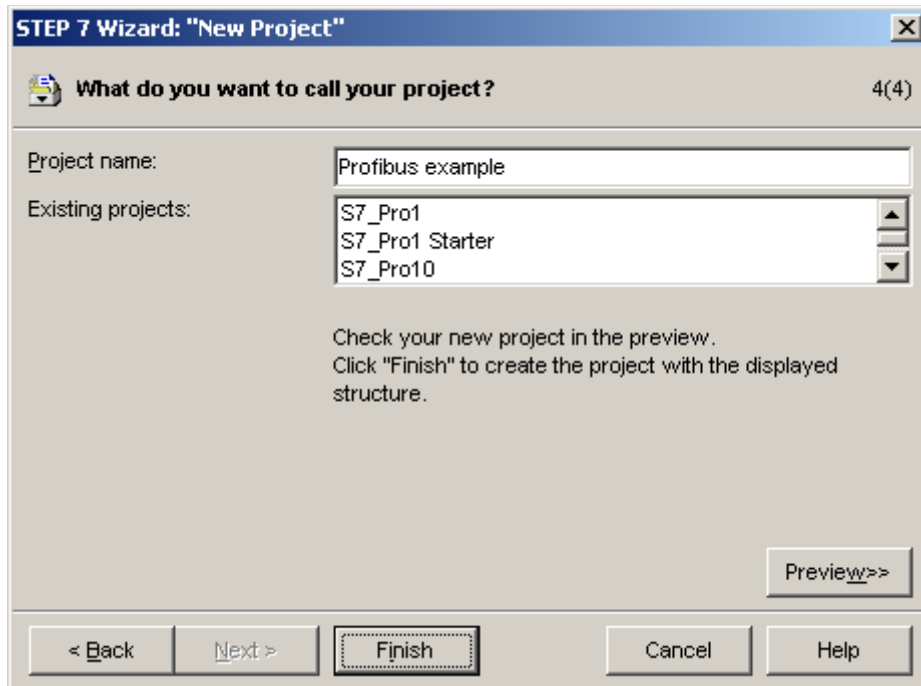 STEP 7 Wizard: "New Project"
What do you want to call your project?
4(4)
Project name:
Profibus example
Existing projects:
S7_Pro1
S7_Pro1 Starter
S7_Pro10
Check your new project in the preview.
Click "Finish" to create the project with the displayed
structure.
Preview>>
< Back
Next >
Finish
Cancel
Help